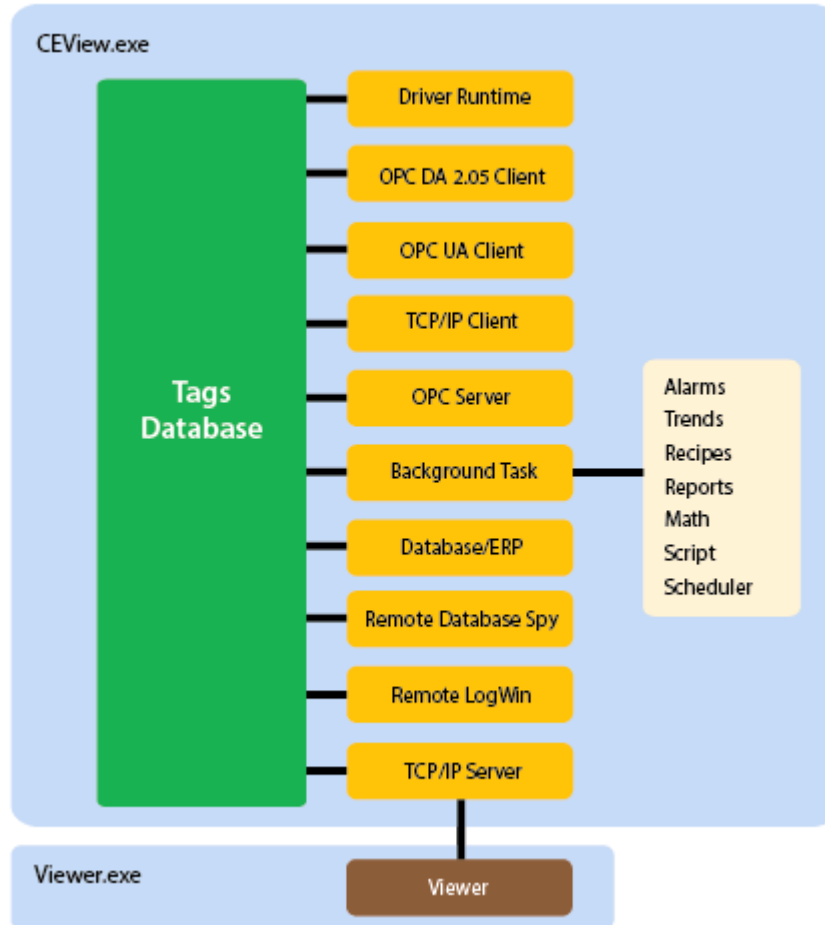 CEView.exe
Tags
Database
Driver Runtime
OPC DA 2.05 Client
OPC UA Client
TCP/IP Client
OPC Server
Background Task
Database/ERP
Remote Database Spy
Remote LogWin
TCP/IP Server
Alarms
Trends
Recipes
Reports
Math
Script
Scheduler
Viewer.exe
Viewer